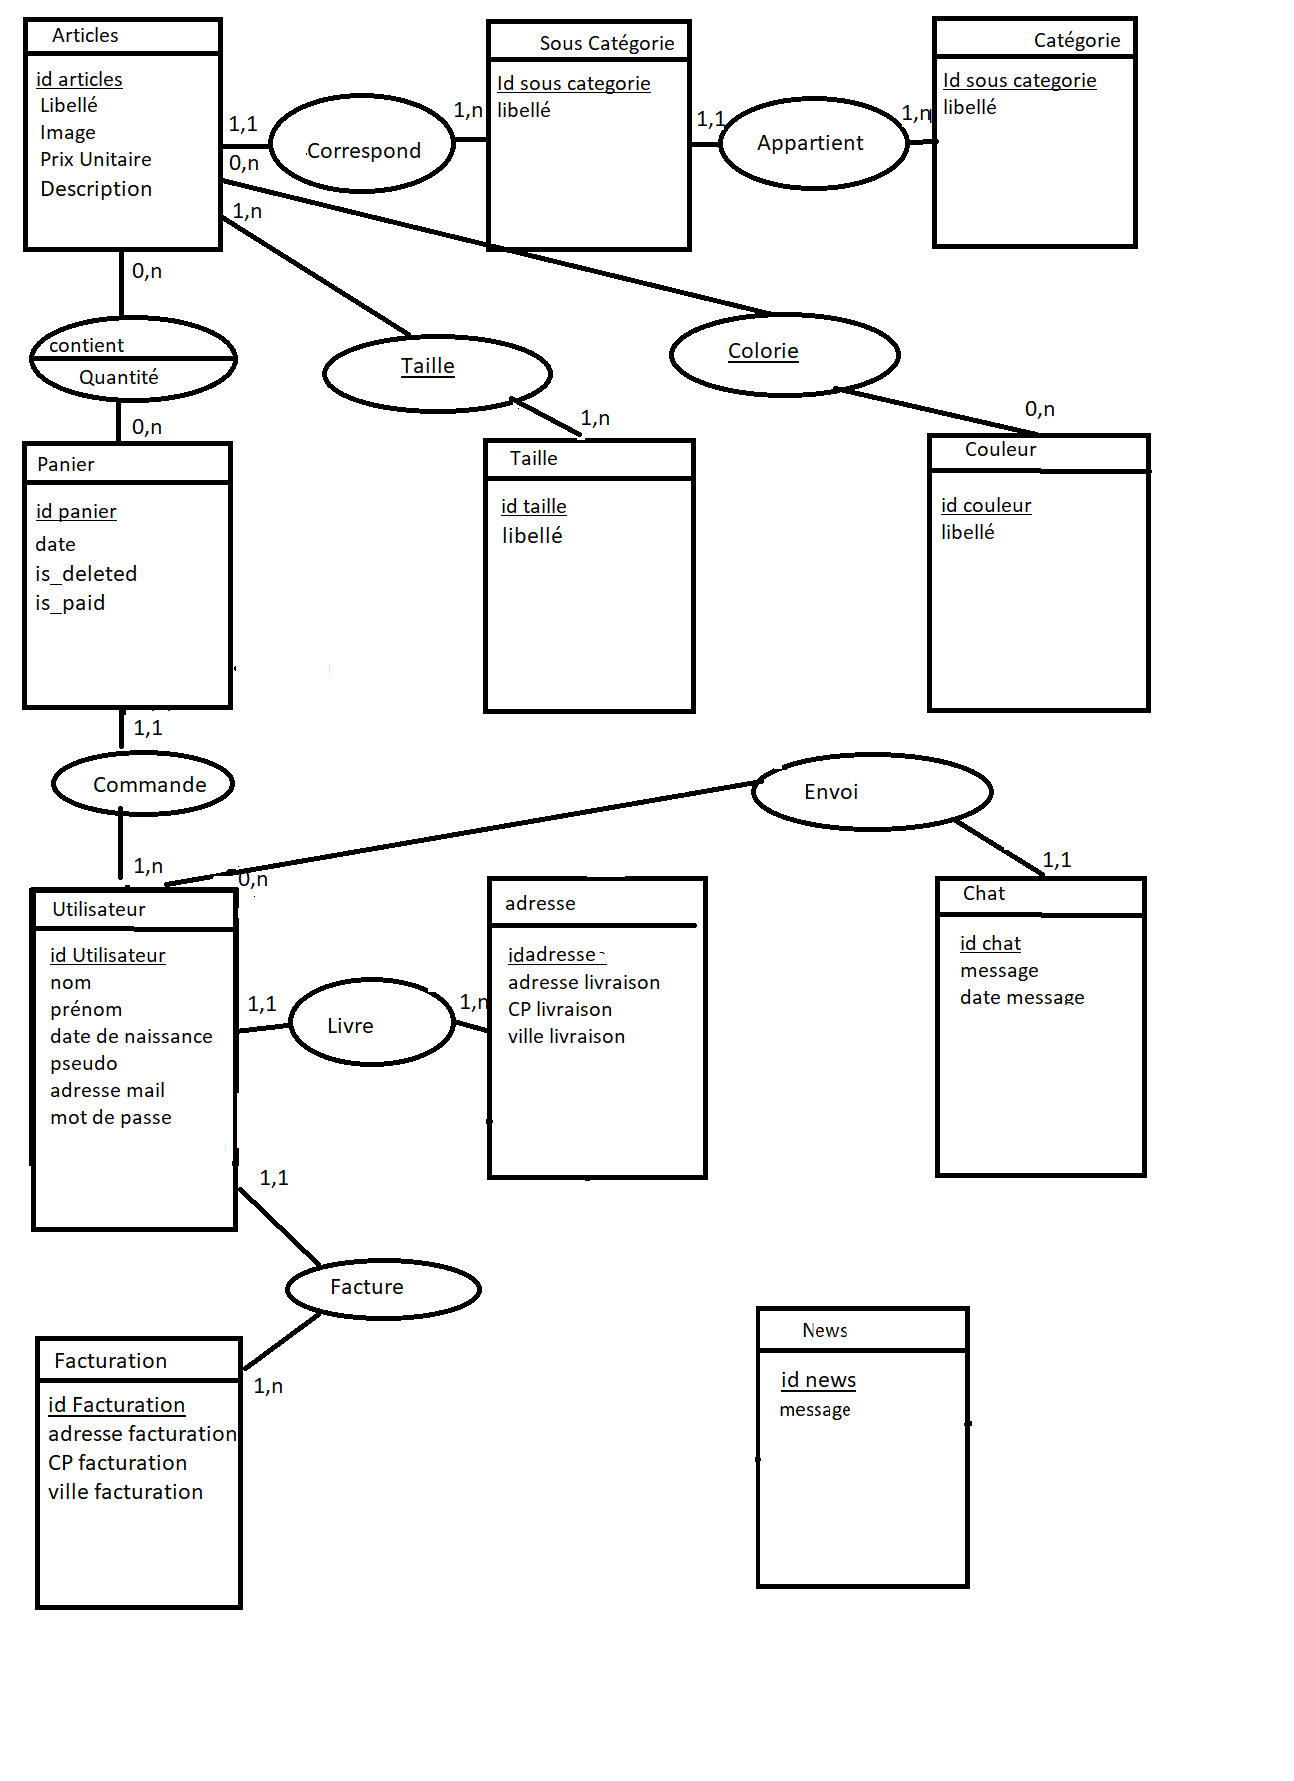 Articles
id articles
Libellé
Image
Prix Unitaire
Description
1,1
0,n
1,n
Correspond
1,n
Sous Catégorie
Id sous categorie
libellé
1,1
Appartient
1,n
Catégorie
Id sous categorie
libellé
0,n
contient
Quantité
0,n
Taille
1,n
Colorie
0,n
Panier
id panier
date
is_deleted
is_paid
Taille
id taille
libellé
Couleur
id couleur
libellé
1,1
Commande
1,n
0,n
Envoi
1,1
Utilisateur
id Utilisateur
nom
prénom
date de naissance
pseudo
adresse mail
mot de passe
1,1
Livre
1,n
adresse
idadresse
adresse livraison
CP livraison
ville livraison
Chat
id chat
message
date message
1,1
Facture
1,n
Facturation
id Facturation
adresse facturation
CP facturation
ville facturation
News
id news
message